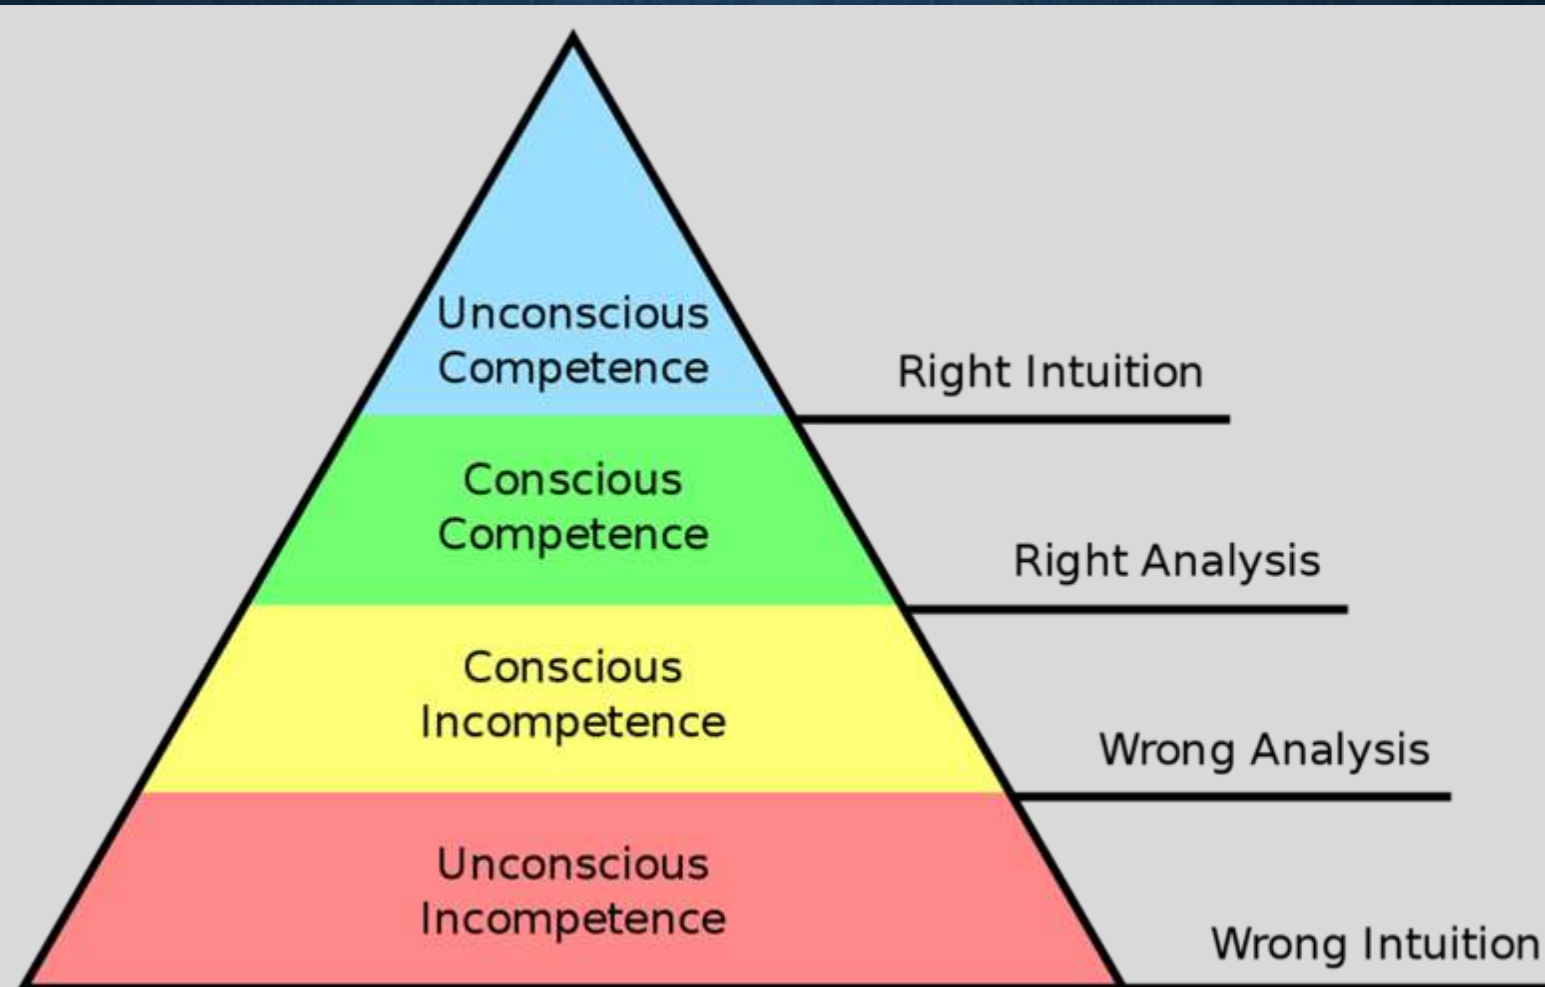 Unconscious
Competence
Right Intuition
Conscious
Competence
Right Analysis
Conscious
Incompetence
Wrong Analysis
Unconscious
Incompetence
Wrong Intuition